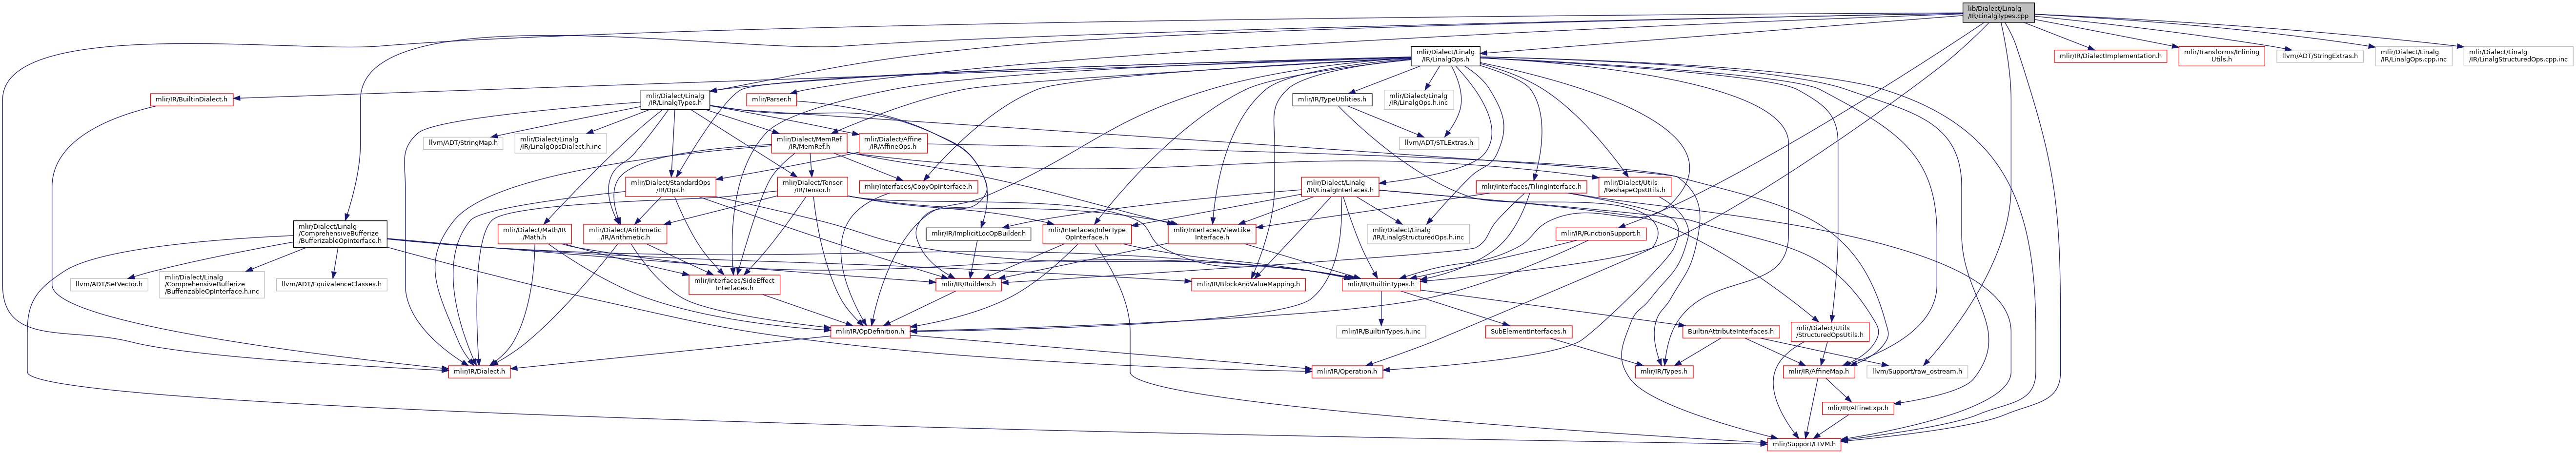 lib/Dialect/Linalg
/IR/LinalgTypes.cpp
mlir/Dialect/Linalg
/IR/LinalgOps.h
mlir/IR/DialectImplementation.h
mlir/Transforms/Inlining
Utils.h
llvm/ADT/StringExtras.h
mlir/Dialect/Linalg
/IR/LinalgOps.cpp.inc
mlir/Dialect/Linalg
/IR/LinalgStructuredOps.cpp.inc
mlir/IR/BuiltinDialect.h
mlir/Dialect/Linalg
/IR/LinalgTypes.h
mlir/Parser.h
mlir/IR/TypeUtilities.h
mlir/Dialect/Linalg
/IR/LinalgOps.h.inc
llvm/ADT/StringMap.h
mlir/Dialect/Linalg
/IR/LinalgOpsDialect.h.inc
mlir/Dialect/MemRef
/IR/MemRef.h
mlir/Dialect/Affine
/IR/AffineOps.h
llvm/ADT/STLExtras.h
mlir/Dialect/StandardOps
/IR/Ops.h
mlir/Dialect/Tensor
/IR/Tensor.h
mlir/Interfaces/CopyOpInterface.h
mlir/Dialect/Linalg
/IR/LinalgInterfaces.h
mlir/Interfaces/TilingInterface.h
mlir/Dialect/Utils
/ReshapeOpsUtils.h
mlir/Dialect/Linalg
/ComprehensiveBufferize
/BufferizableOpInterface.h
mlir/Dialect/Math/IR
/Math.h
mlir/Dialect/Arithmetic
/IR/Arithmetic.h
mlir/IR/ImplicitLocOpBuilder.h
mlir/Interfaces/InferType
OpInterface.h
mlir/Interfaces/ViewLike
Interface.h
mlir/Dialect/Linalg
/IR/LinalgStructuredOps.h.inc
mlir/IR/FunctionSupport.h
llvm/ADT/SetVector.h
mlir/Dialect/Linalg
/ComprehensiveBufferize
/BufferizableOpInterface.h.inc
llvm/ADT/EquivalenceClasses.h
mlir/Interfaces/SideEffect
Interfaces.h
mlir/IR/Builders.h
mlir/IR/BlockAndValueMapping.h
mlir/IR/BuiltinTypes.h
mlir/IR/OpDefinition.h
mlir/IR/BuiltinTypes.h.inc
SubElementInterfaces.h
BuiltinAttributeInterfaces.h
mlir/Dialect/Utils
/StructuredOpsUtils.h
mlir/IR/Dialect.h
mlir/IR/Operation.h
mlir/IR/Types.h
mlir/IR/AffineMap.h
llvm/Support/raw_ostream.h
mlir/IR/AffineExpr.h
mlir/Support/LLVM.h